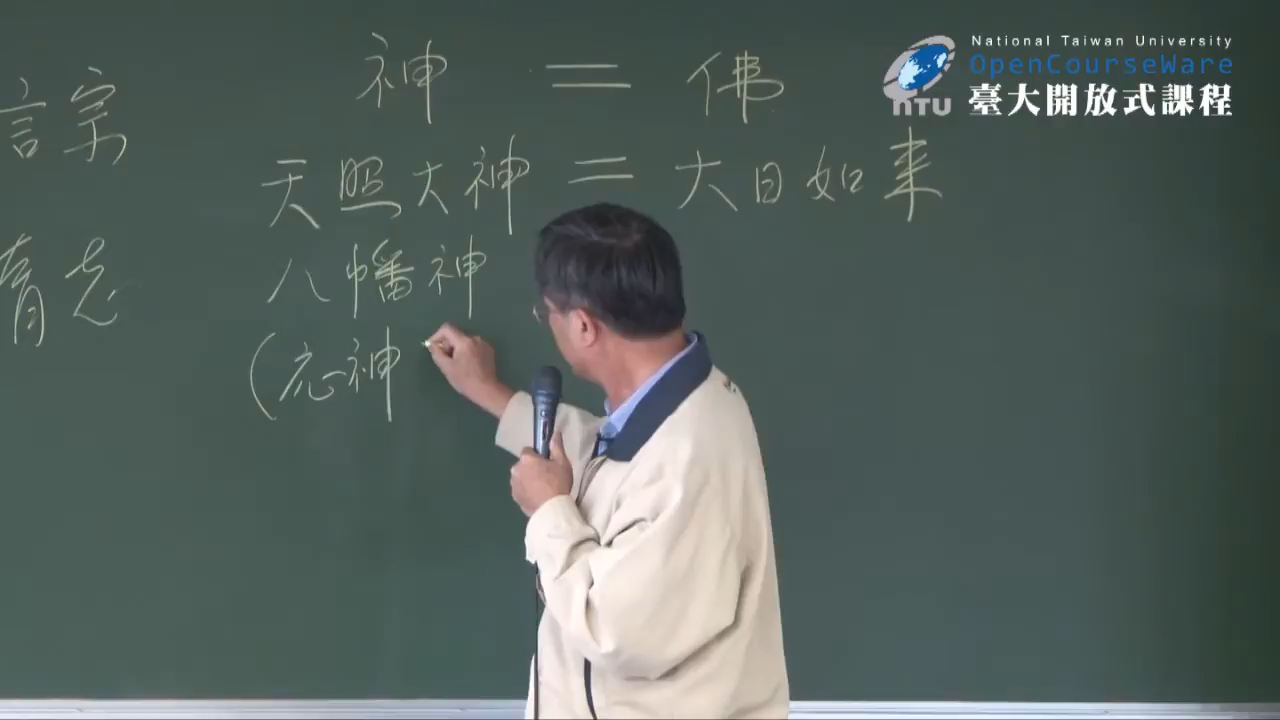 National Taiwan University
OpenCourseWare
臺大開放式課程
NTU
神 = 佛
言宗
天照大神 = 大日如来
八幡神
(応神